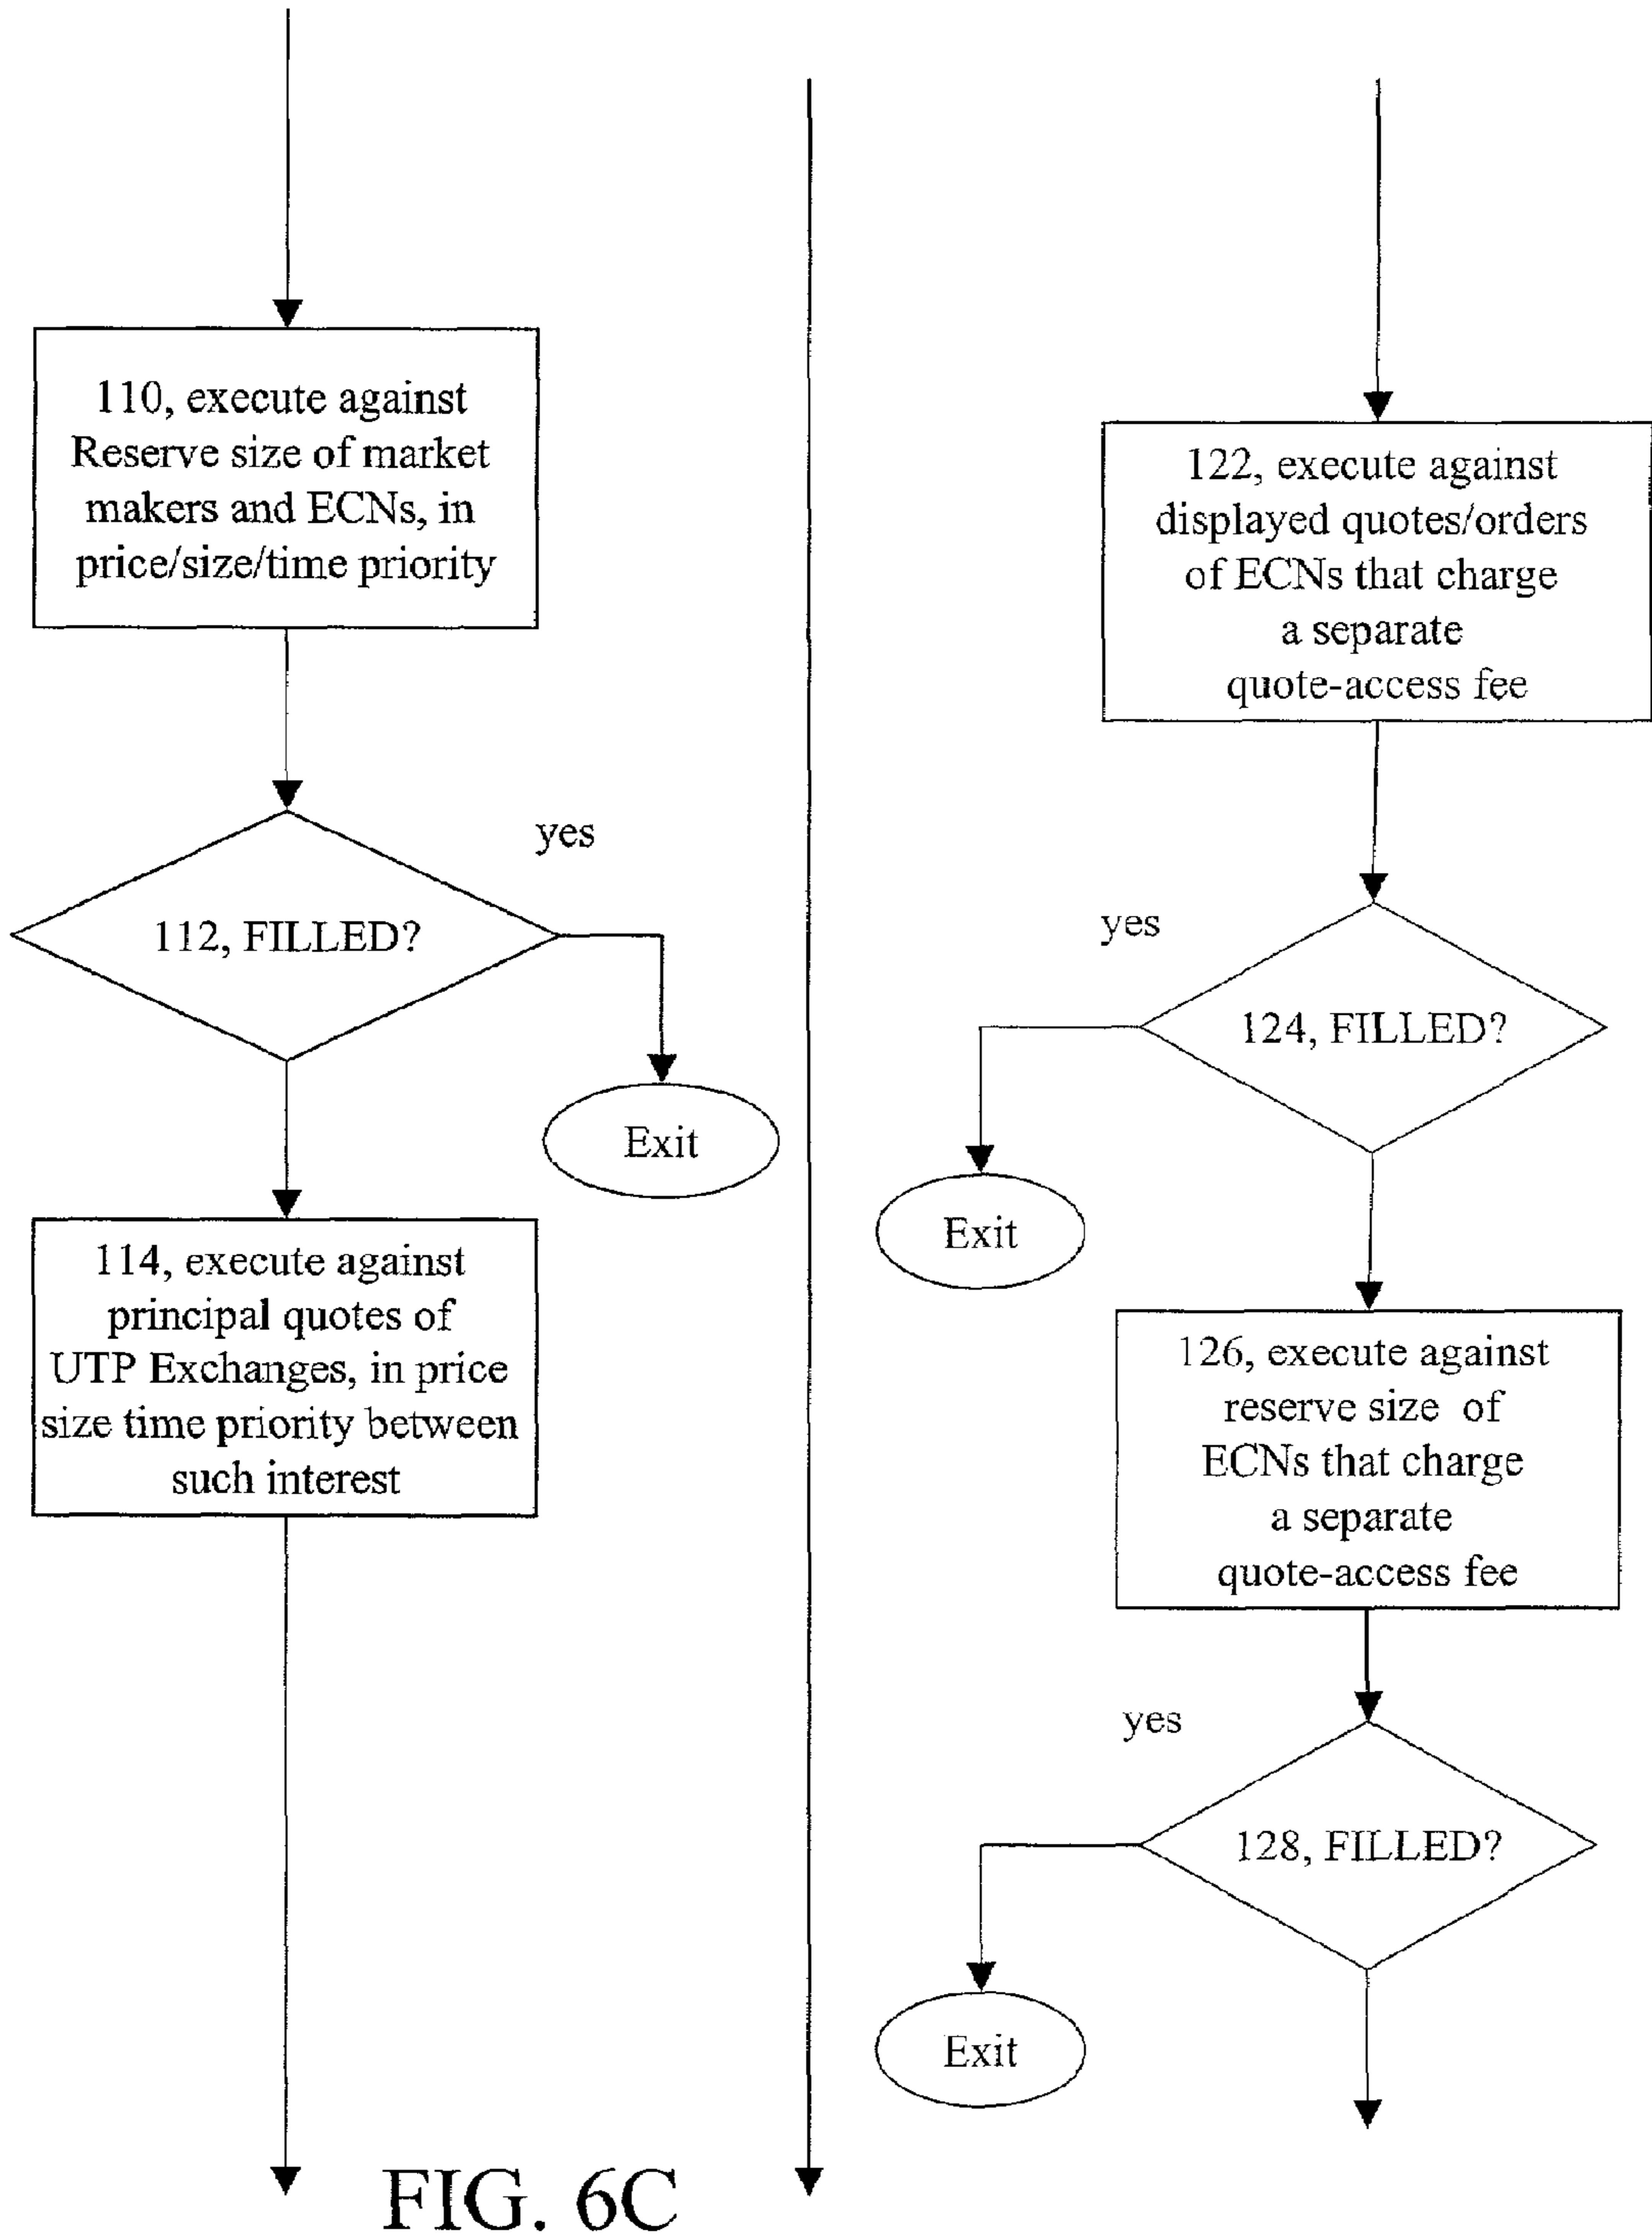 110, execute against
Reserve size of market
makers and ECNs, in
price/size/time priority
yes
112, FILLED?
Exit
114, execute against
principal quotes of
UTP Exchanges, in price
size time priority between
such interest
122, execute against
displayed quotes/orders
of ECNs that charge
a separate
quote-access fee
yes
124, FILLED?
Exit
126, execute against
reserve size of
ECNs that charge
a separate
quote-access fee
yes
128, FILLED?
Exit
FIG. 6C